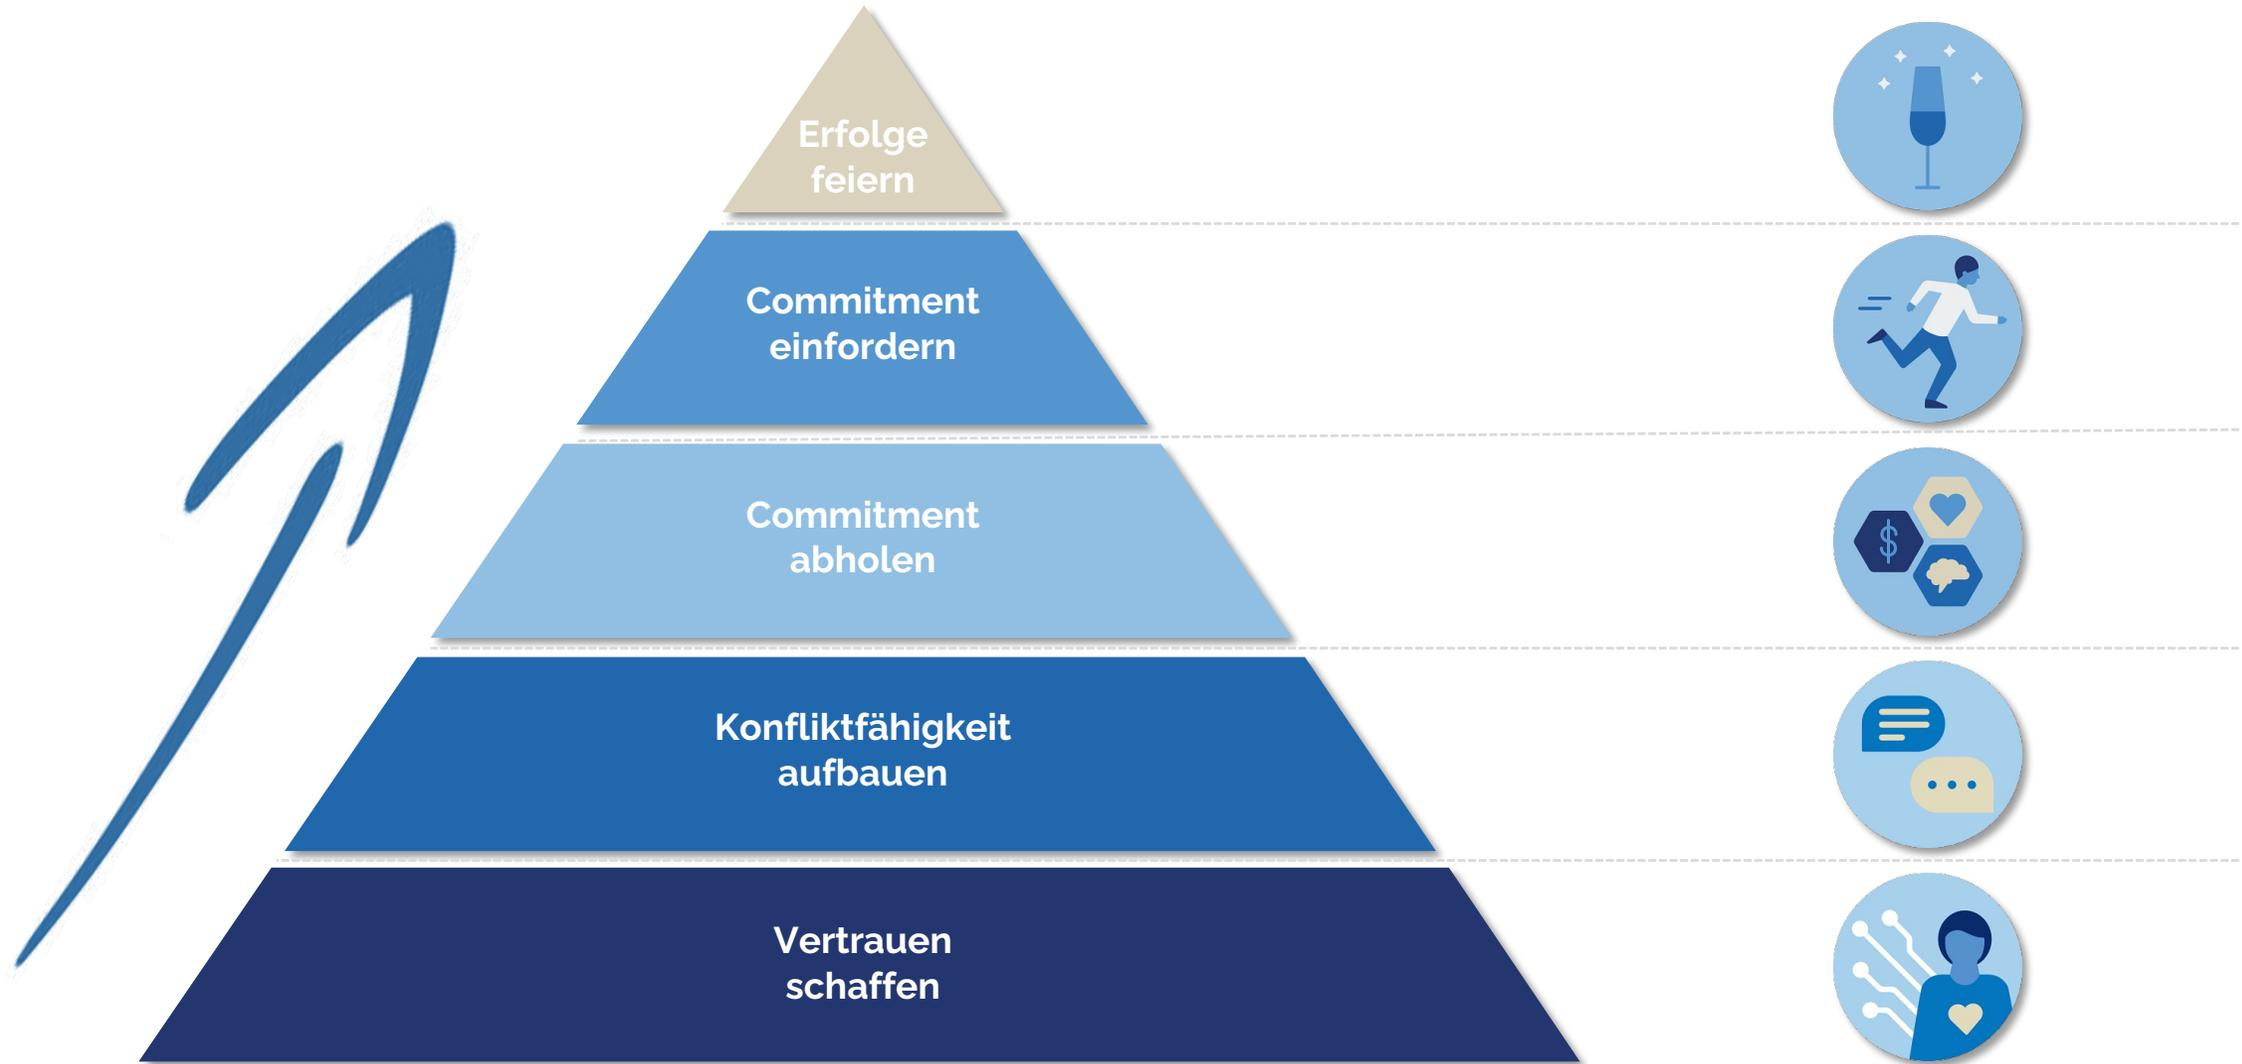 Erfolge
feiern
Commitment
einfordern
Commitment
abholen
Konfliktfähigkeit
aufbauen
Vertrauen
schaffen